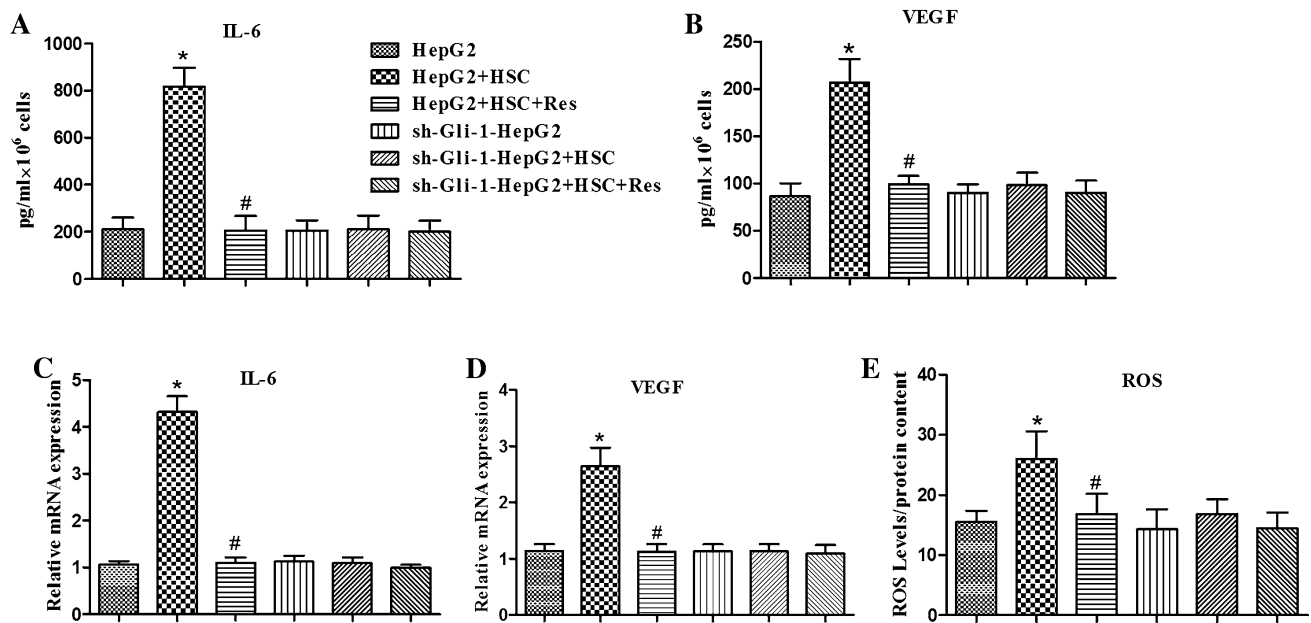 A
IL-6
pg/ml×10⁶ cells
1000
800
600
400
200
0
*
#
HepG2
HepG2+HSC
HepG2+HSC+Res
sh-Gli-1-HepG2
sh-Gli-1-HepG2+HSC
sh-Gli-1-HepG2+HSC+Res
B
VEGF
pg/ml×10⁶ cells
250
200
150
100
50
0
*
#
C
IL-6
Relative mRNA expression
5
4
3
2
1
0
*
#
D
VEGF
Relative mRNA expression
4
3
2
1
0
*
#
E
ROS
ROS Levels/protein content
40
30
20
10
0
*
#